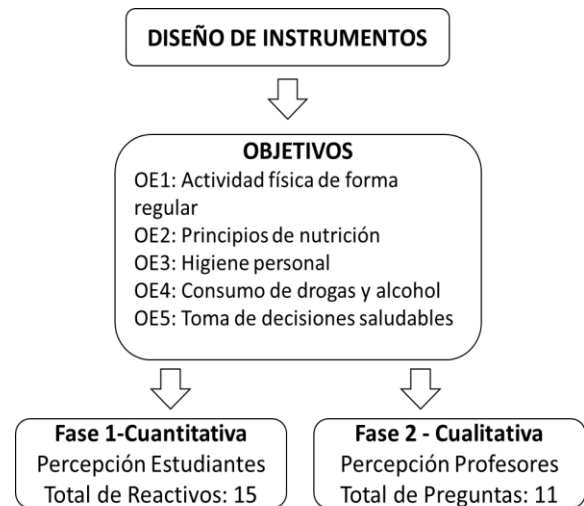 DISEÑO DE INSTRUMENTOS
OBJETIVOS
OE1: Actividad física de forma
regular
OE2: Principios de nutrición
OE3: Higiene personal
OE4: Consumo de drogas y alcohol
OE5: Toma de decisiones saludables
Fase 1-Cuantitativa
Percepción Estudiantes
Total de Reactivos: 15
Fase 2 - Cualitativa
Percepción Profesores
Total de Preguntas: 11